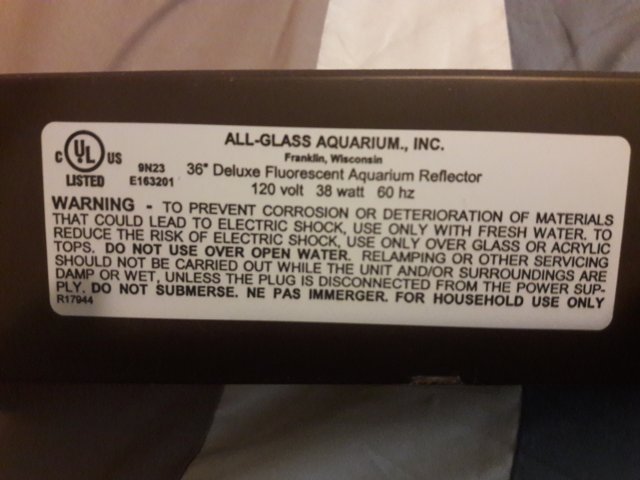 ALL-GLASS AQUARIUM., INC.
Franklin, Wisconsin
C UL US
LISTED
9N23
E163201
36" Deluxe Fluorescent Aquarium Reflector
120 volt 38 watt 60 hz
WARNING - TO PREVENT CORROSION OR DETERIORATION OF MATERIALS
THAT COULD LEAD TO ELECTRIC SHOCK, USE ONLY WITH FRESH WATER. TO
REDUCE THE RISK OF ELECTRIC SHOCK, USE ONLY OVER GLASS OR ACRYLIC
TOPS. DO NOT USE OVER OPEN WATER. RELAMPING OR OTHER SERVICING
SHOULD NOT BE CARRIED OUT WHILE THE UNIT AND/OR SURROUNDINGS ARE
DAMP OR WET, UNLESS THE PLUG IS DISCONNECTED FROM THE POWER SUP-
PLY. DO NOT SUBMERSE. NE PAS IMMERGER. FOR HOUSEHOLD USE ONLY
R17944